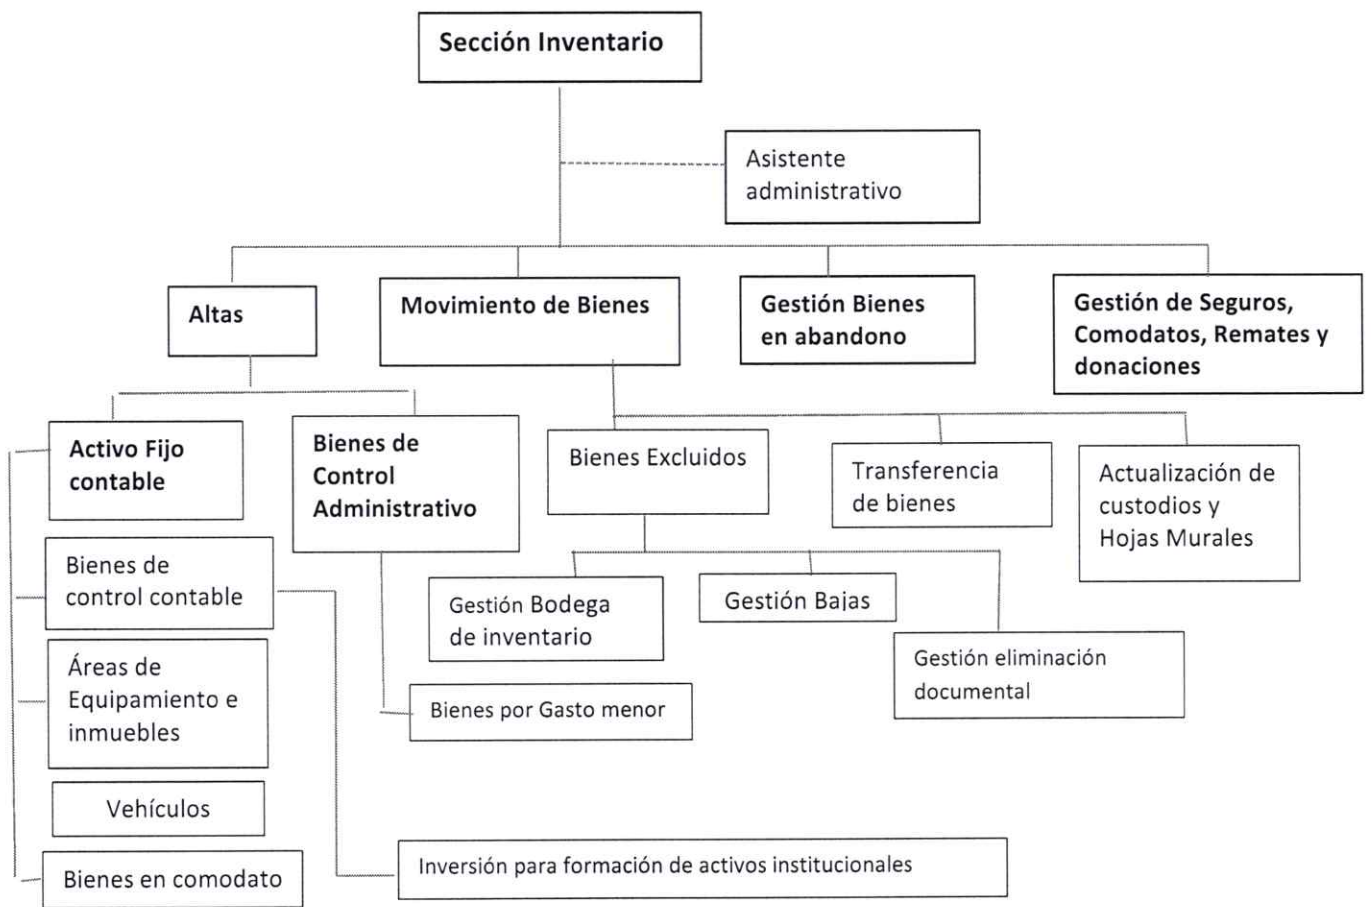 Sección Inventario
Asistente
administrativo
Altas
Movimiento de Bienes
Gestión Bienes
en abandono
Gestión de Seguros,
Comodatos, Remates y
donaciones
Activo Fijo
contable
Bienes de
Control
Administrativo
Bienes Excluidos
Transferencia
de bienes
Actualización de
custodios y
Hojas Murales
Bienes de
control contable
Gestión Bodega
de inventario
Gestión Bajas
Gestión eliminación
documental
Áreas de
Equipamiento e
inmuebles
Bienes por Gasto menor
Vehículos
Bienes en comodato
Inversión para formación de activos institucionales